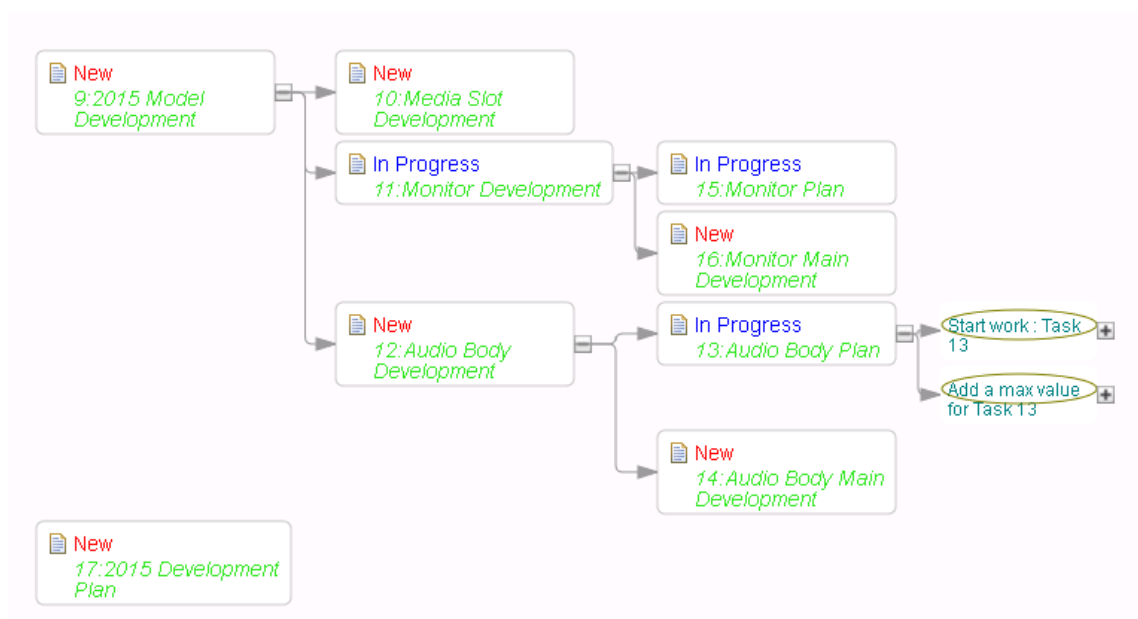 New
9:2015 Model
Development
New
10:Media Slot
Development
In Progress
11:Monitor Development
In Progress
15:Monitor Plan
New
16:Monitor Main
Development
New
12:Audio Body
Development
In Progress
13:Audio Body Plan
Start work : Task
13
Add a max value
for Task 13
New
14:Audio Body Main
Development
New
17:2015 Development
Plan